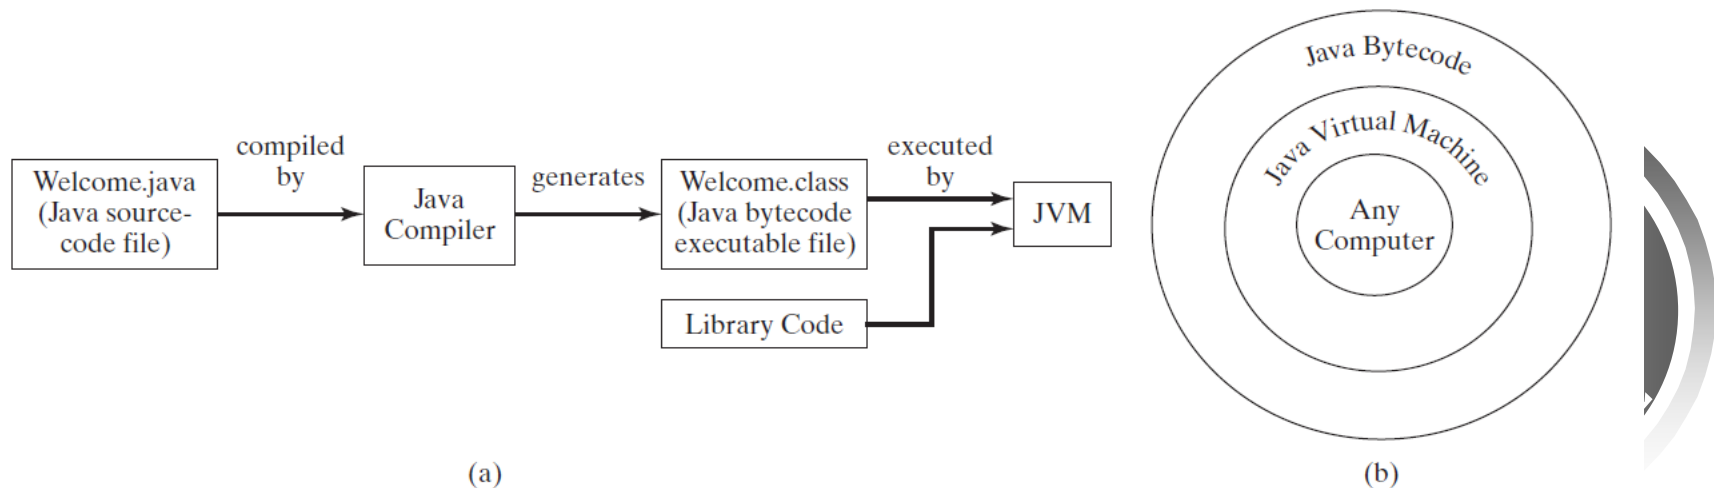 Welcome.java
(Java source-
code file)
compiled
by
Java
Compiler
generates
Welcome.class
(Java bytecode
executable file)
executed
by
JVM
Library Code
(a)
Java Bytecode
Java Virtual Machine
Any
Computer
(b)